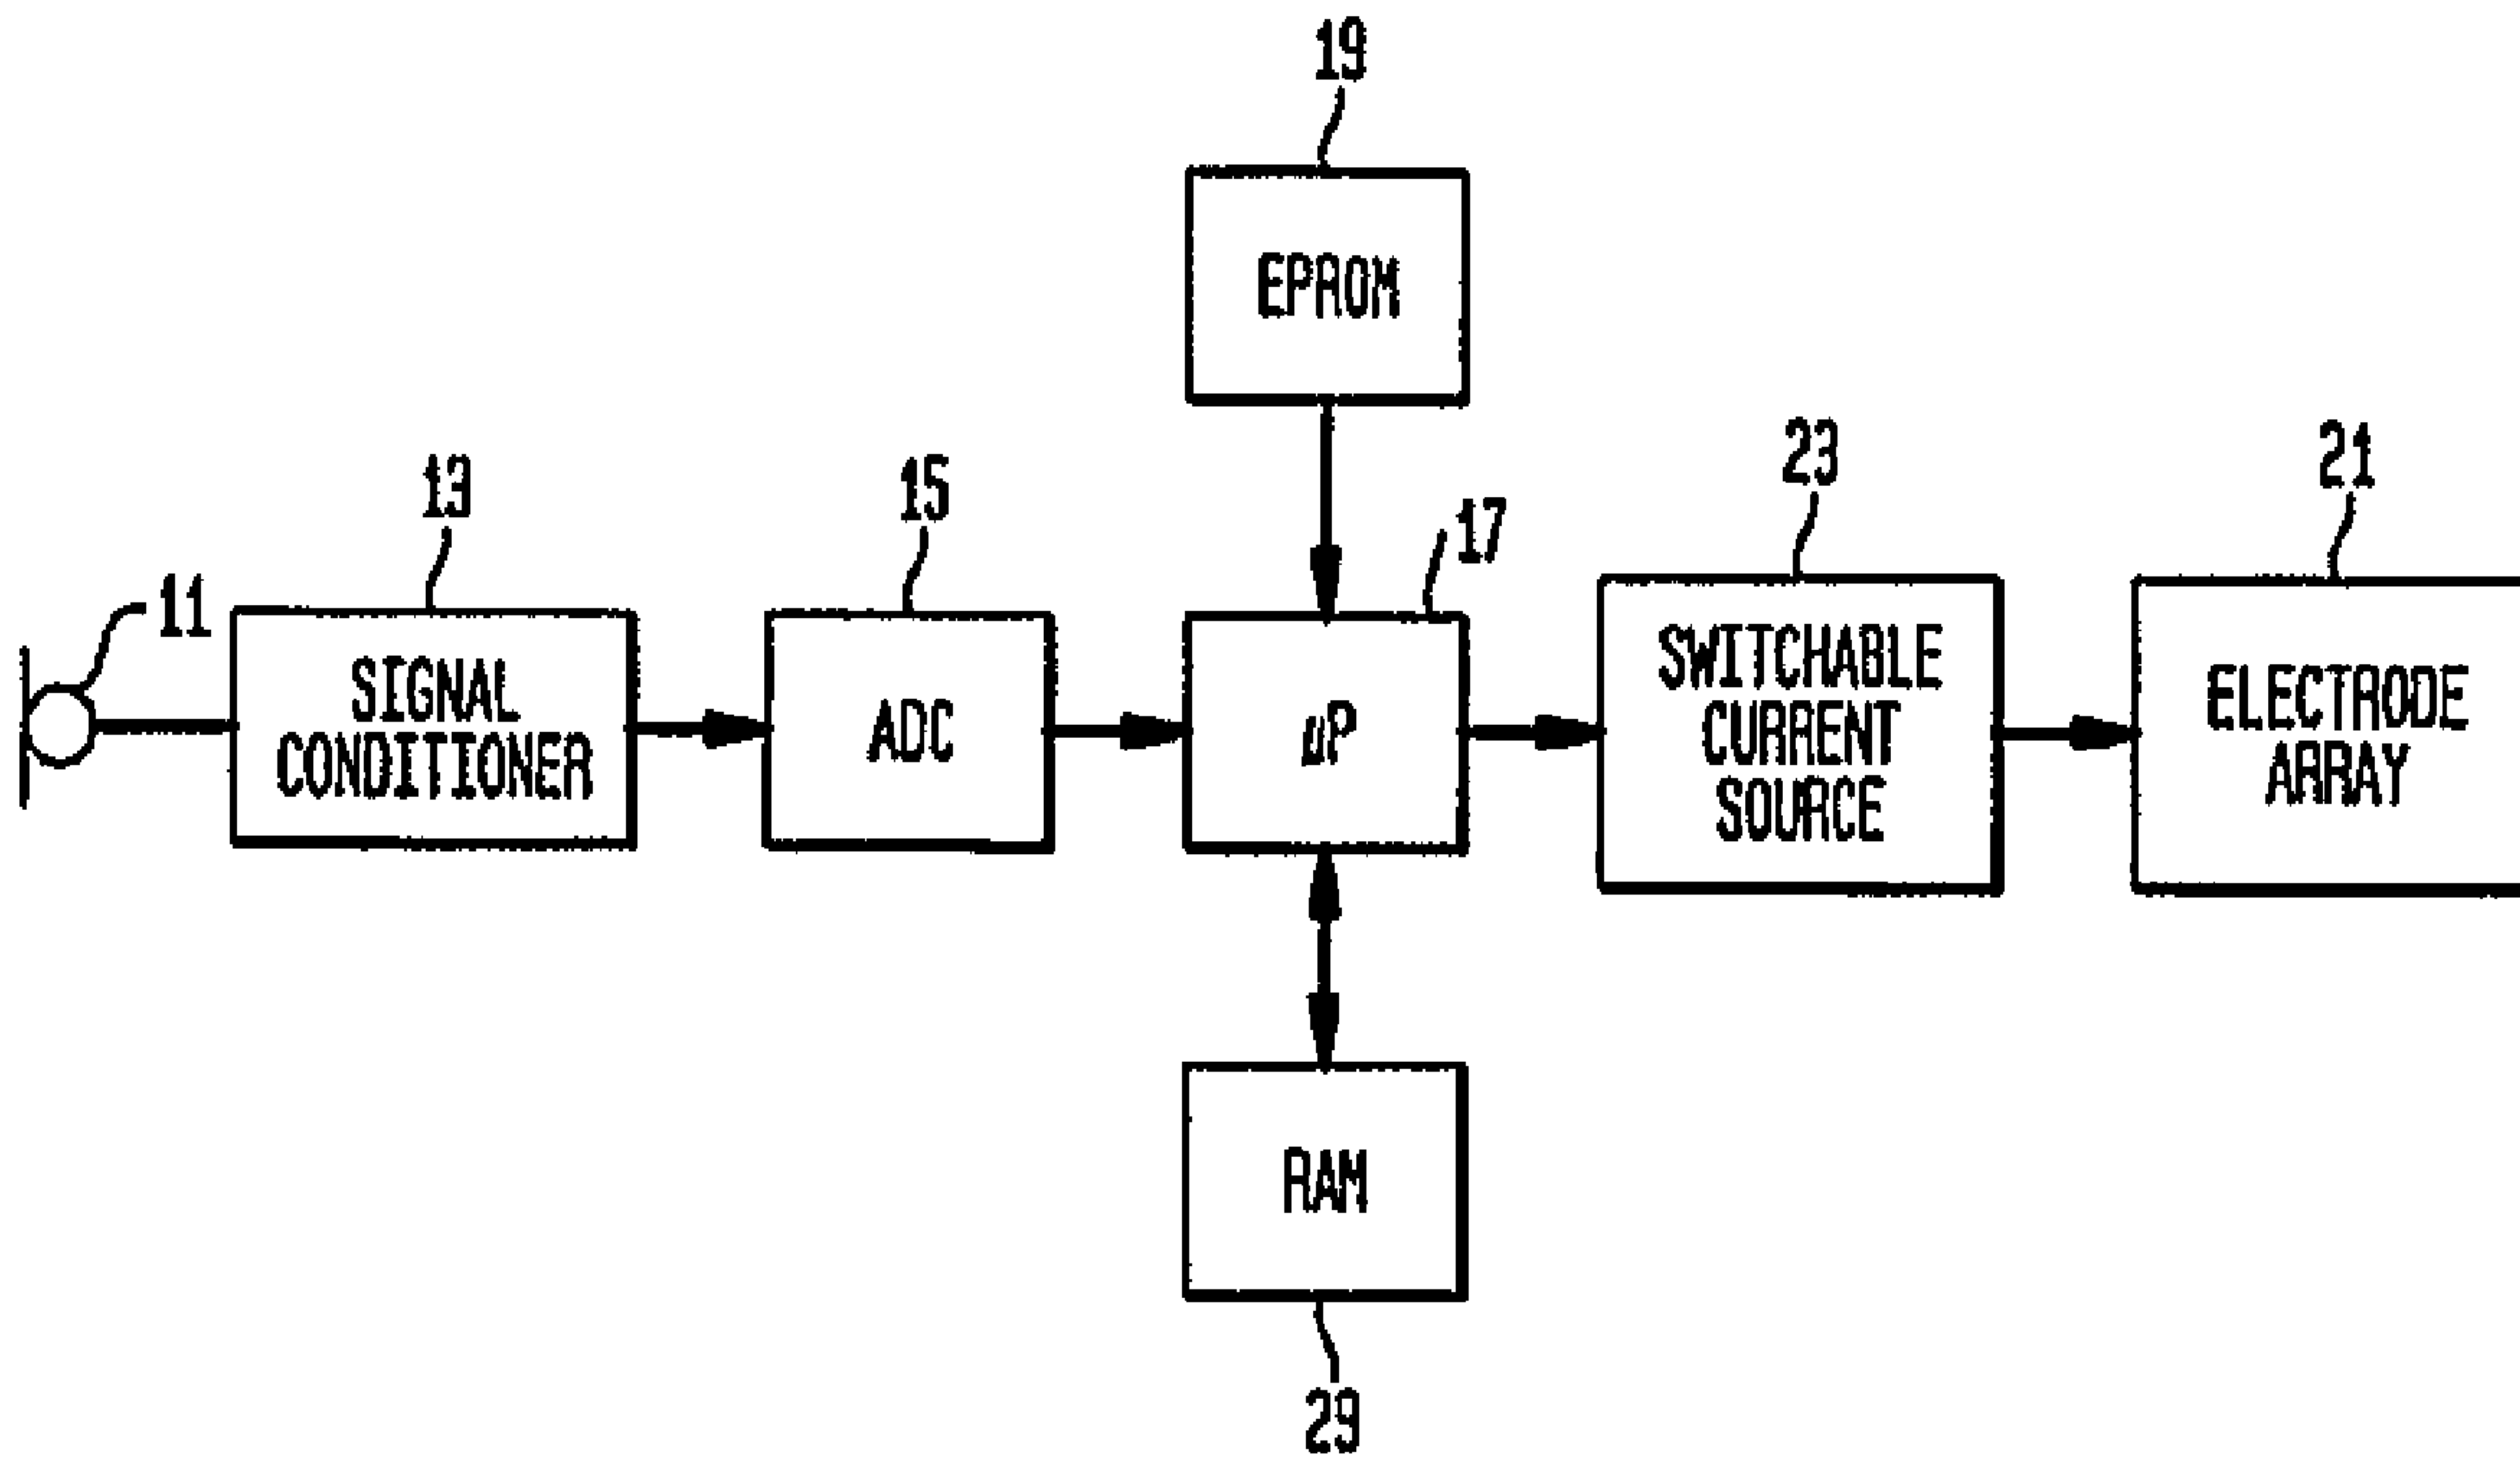 19
EPROM
13
15
17
23
21
11
SIGNAL
CONDITIONER
ADC
µP
SWITCHABLE
CURRENT
SOURCE
ELECTRODE
ARRAY
RAM
29